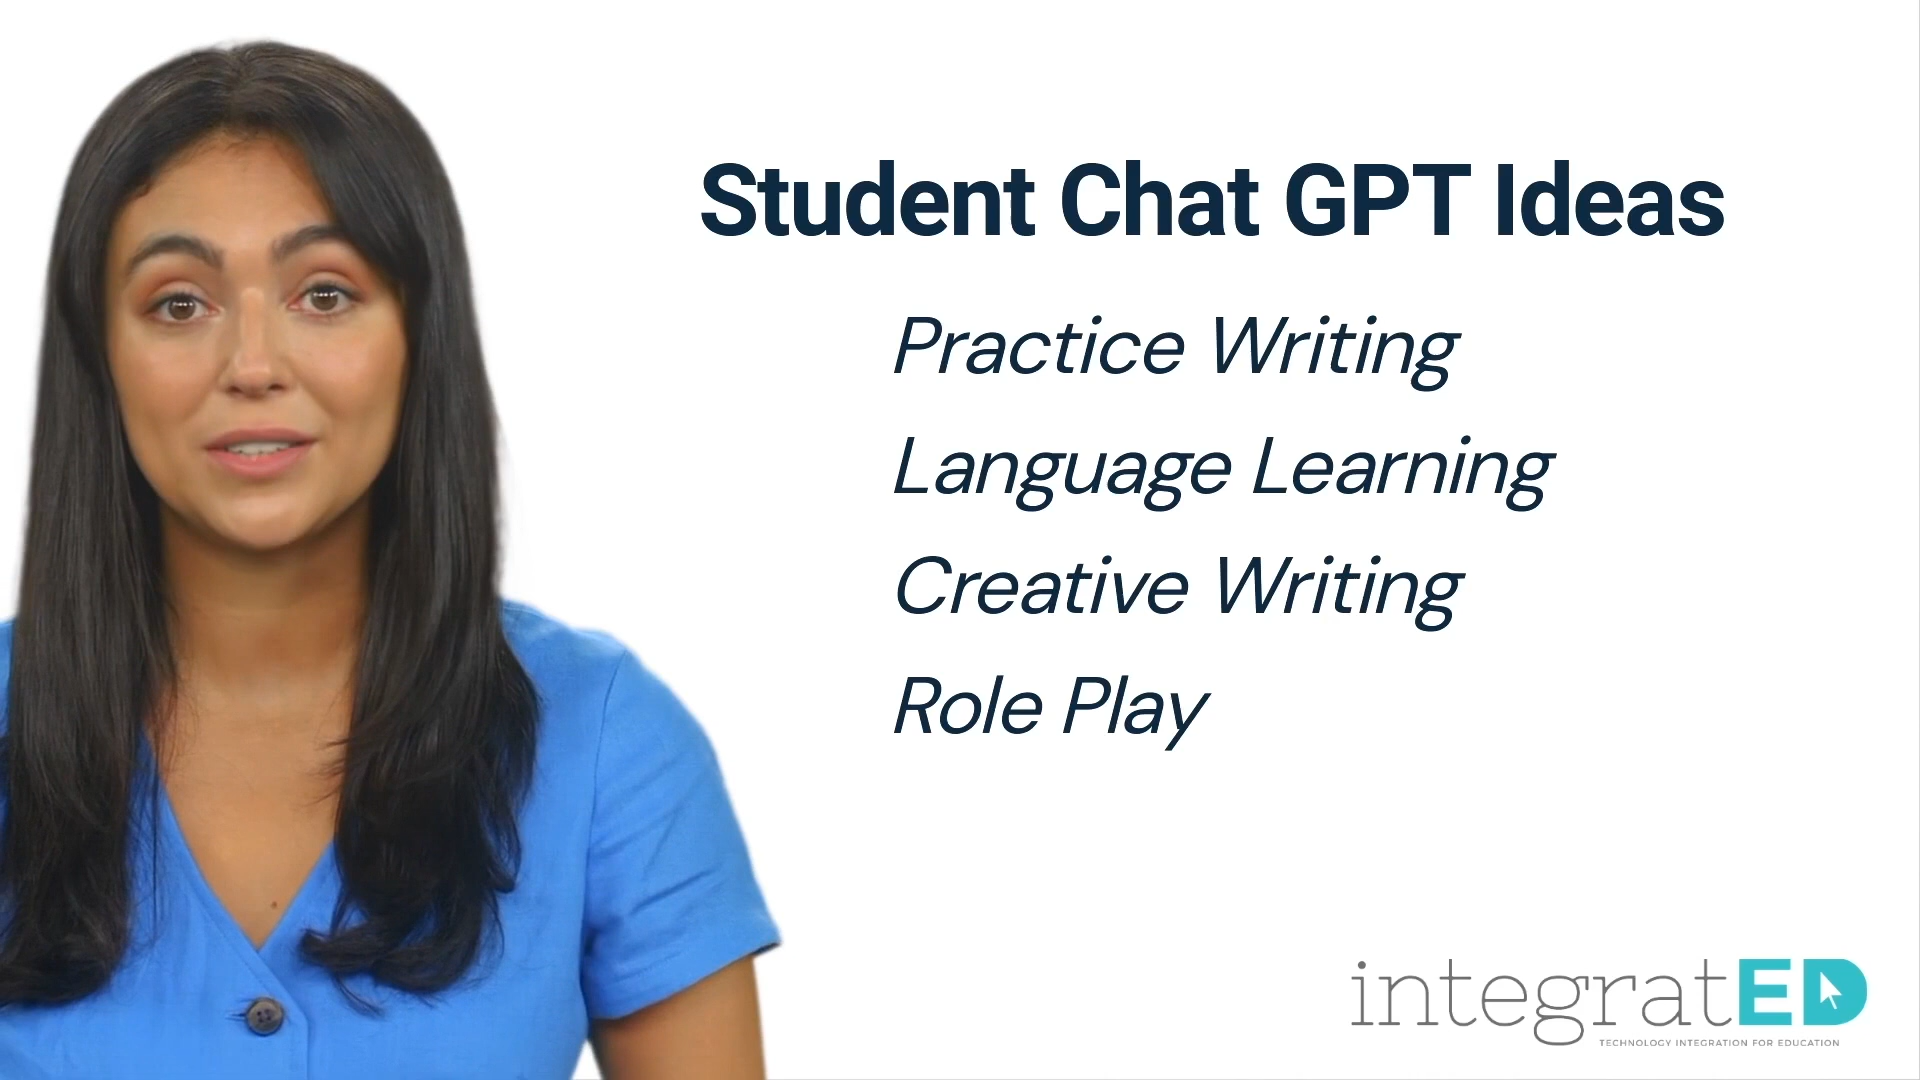 Student Chat GPT Ideas
Practice Writing
Language Learning
Creative Writing
Role Play
integratED
TECHNOLOGY INTEGRATION FOR EDUCATION